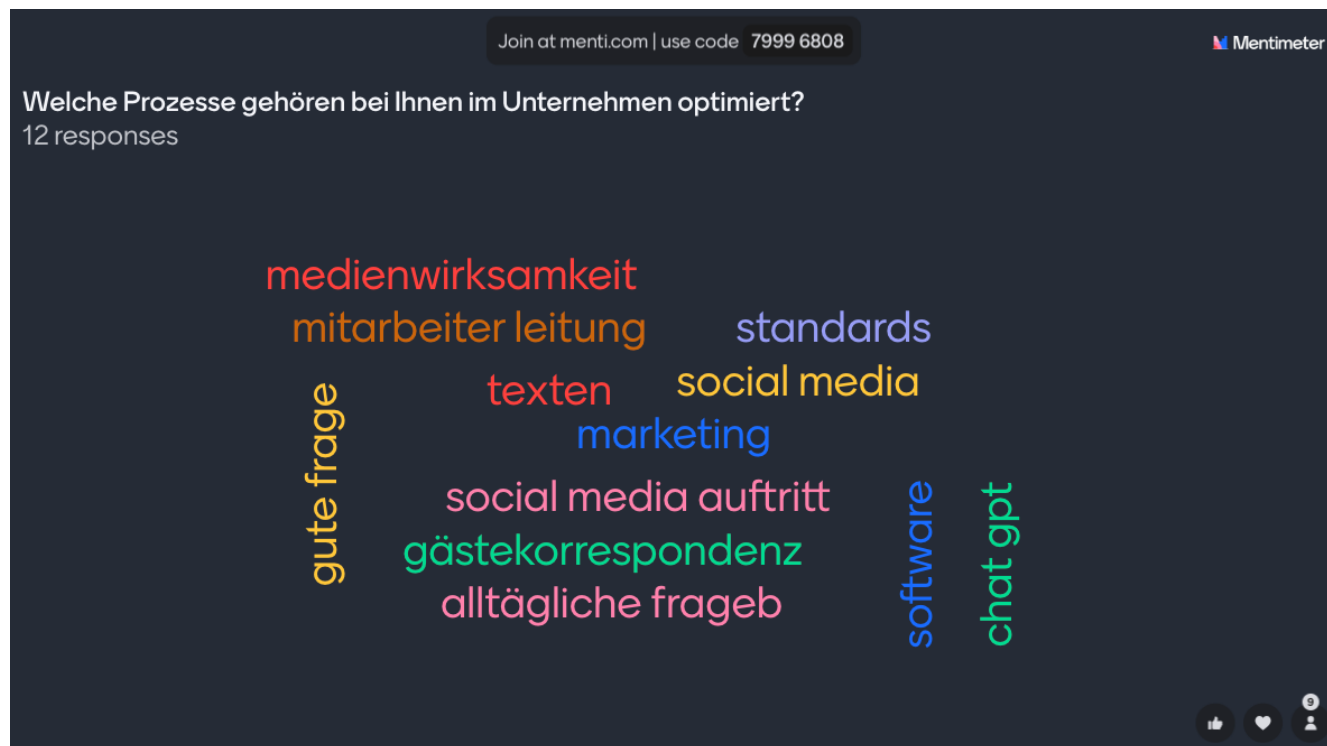 Join at menti.com | use code 7999 6808
Mentimeter
Welche Prozesse gehören bei Ihnen im Unternehmen optimiert?
12 responses
medienwirksamkeit
mitarbeiter leitung
standards
gute frage
texten
social media
marketing
social media auftritt
software
chat gpt
gästekorrespondenz
alltägliche frageb
9